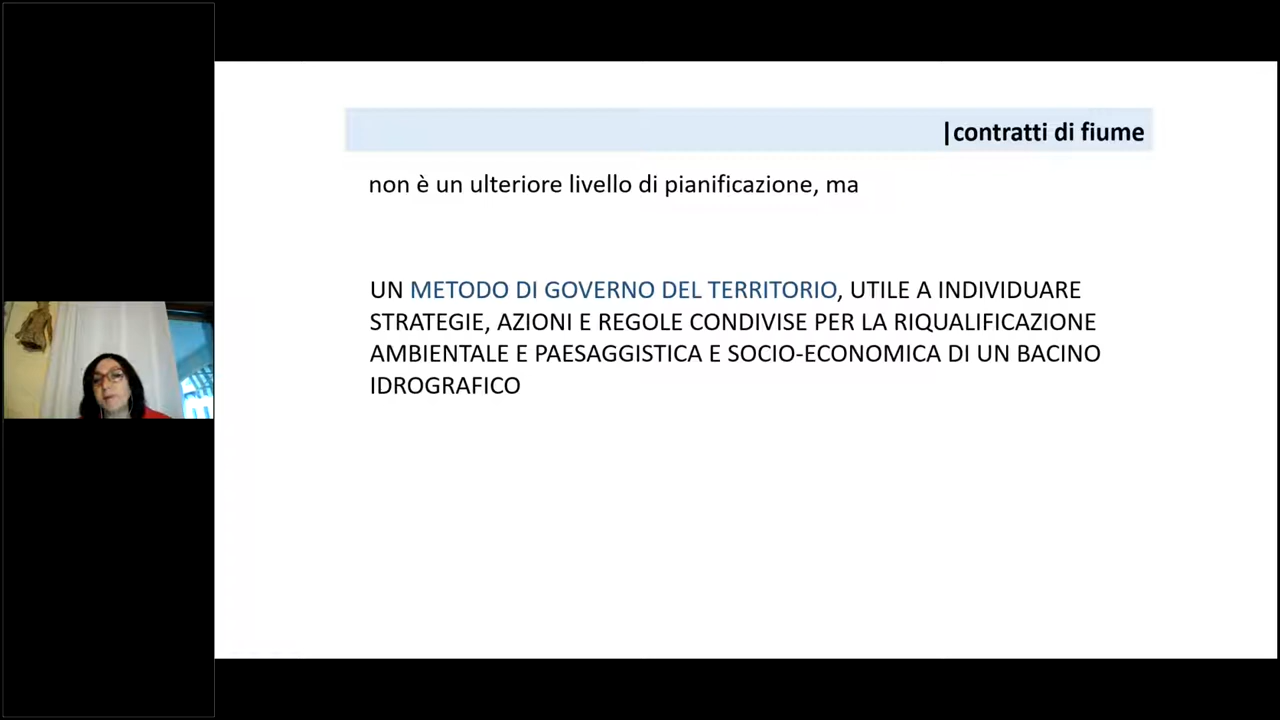 |contratti di fiume
non è un ulteriore livello di pianificazione, ma
UN METODO DI GOVERNO DEL TERRITORIO, UTILE A INDIVIDUARE
STRATEGIE, AZIONI E REGOLE CONDIVISE PER LA RIQUALIFICAZIONE
AMBIENTALE E PAESAGGISTICA E SOCIO-ECONOMICA DI UN BACINO
IDROGRAFICO